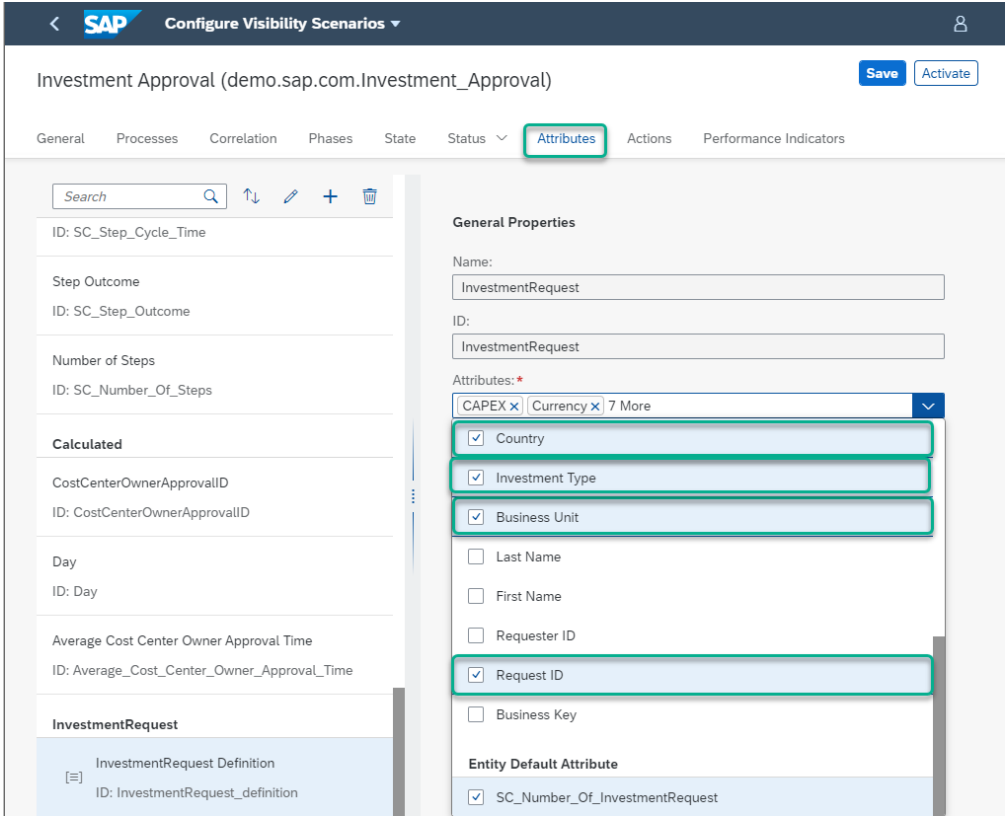 SAP Configure Visibility Scenarios
Investment Approval (demo.sap.com.Investment_Approval)
Save Activate
General Processes Correlation Phases State Status Attributes Actions Performance Indicators
Search
ID: SC_Step_Cycle_Time
Step Outcome
ID: SC_Step_Outcome
Number of Steps
ID: SC_Number_Of_Steps
Calculated
CostCenterOwnerApprovalID
ID: CostCenterOwnerApprovalID
Day
ID: Day
Average Cost Center Owner Approval Time
ID: Average_Cost_Center_Owner_Approval_Time
InvestmentRequest
InvestmentRequest Definition
ID: InvestmentRequest_definition
General Properties
Name:
InvestmentRequest
ID:
InvestmentRequest
Attributes:*
CAPEX Currency 7 More
Country
Investment Type
Business Unit
Last Name
First Name
Requester ID
Request ID
Business Key
Entity Default Attribute
SC_Number_Of_InvestmentRequest